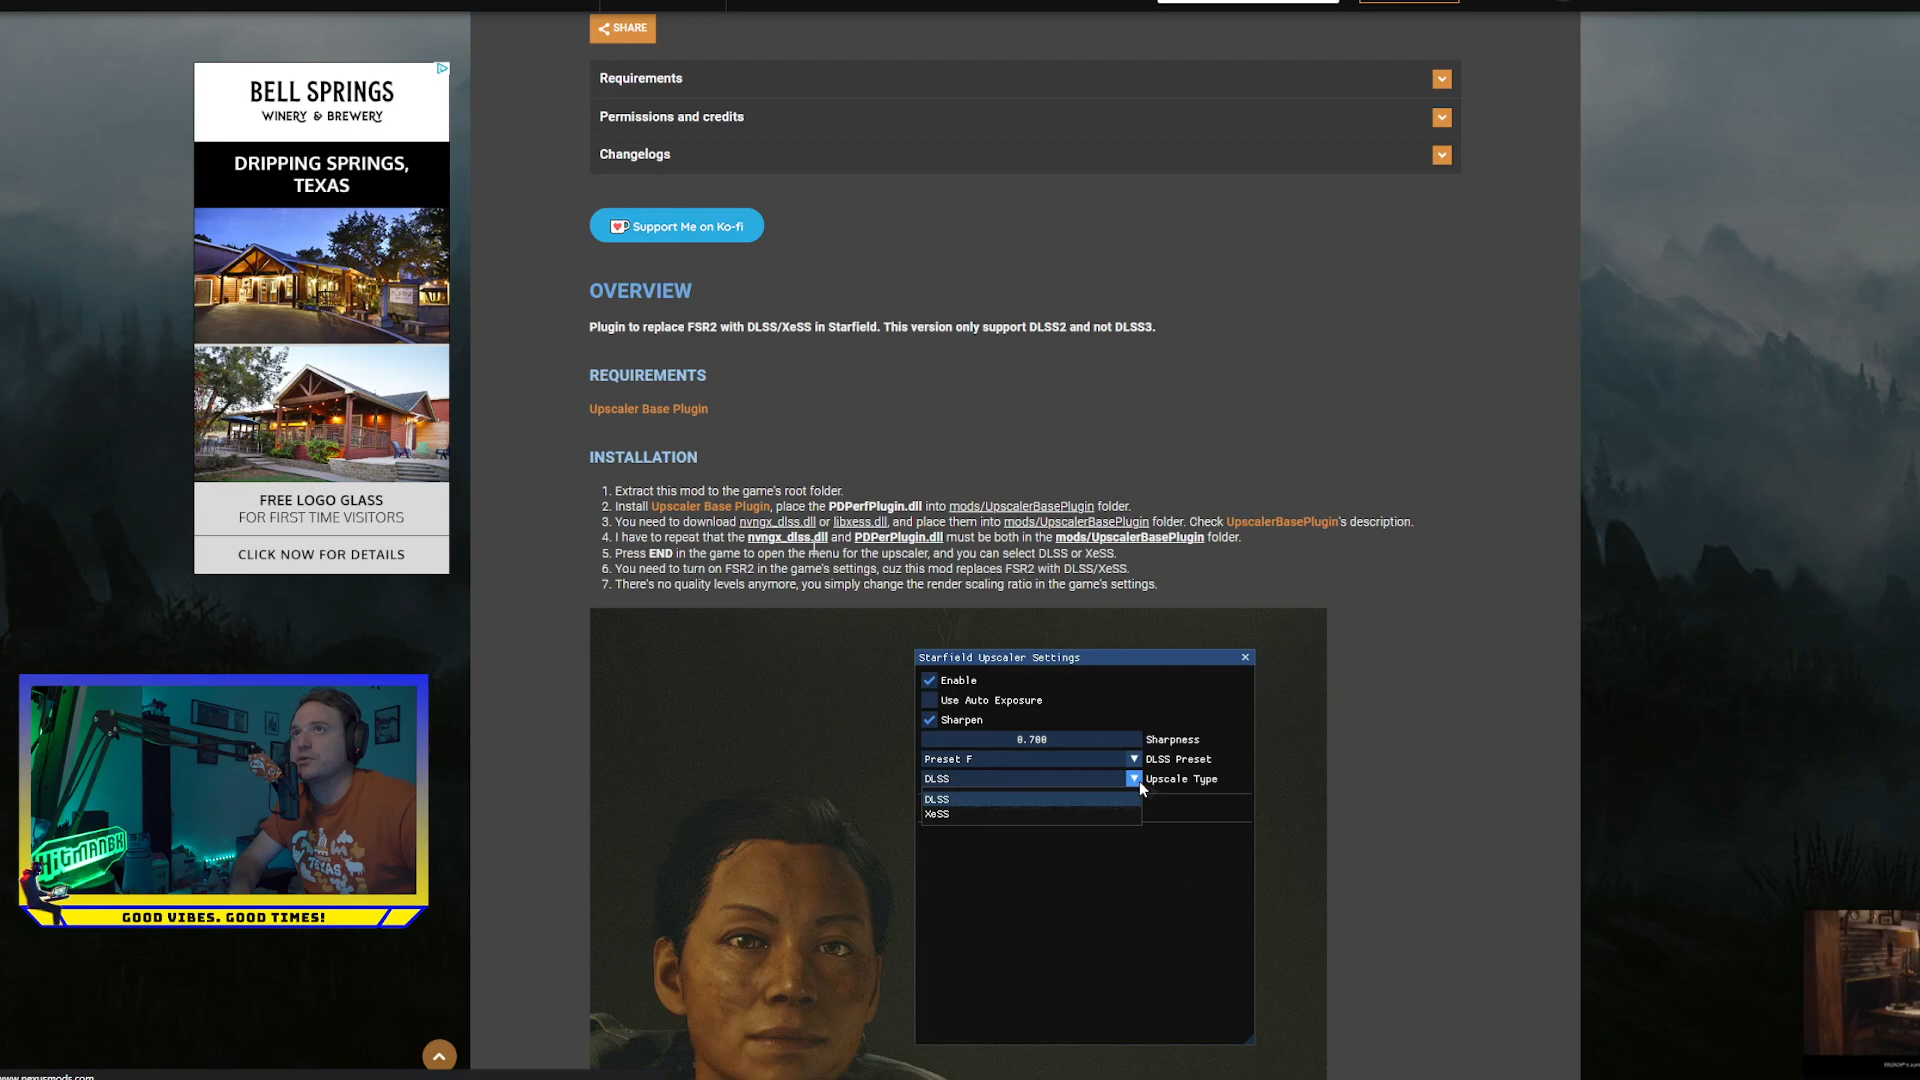 SHARE
Requirements
Permissions and credits
Changelogs
BELL SPRINGS
WINERY & BREWERY
DRIPPING SPRINGS,
TEXAS
FREE LOGO GLASS
FOR FIRST TIME VISITORS
CLICK NOW FOR DETAILS
Support Me on Ko-fi
OVERVIEW
Plugin to replace FSR2 with DLSS/XeSS in Starfield. This version only support DLSS2 and not DLSS3.
REQUIREMENTS
Upscaler Base Plugin
INSTALLATION
1. Extract this mod to the game's root folder.
2. Install Upscaler Base Plugin, place the PDPerfPlugin.dll into mods/UpscalerBasePlugin folder.
3. You need to download nvngx_dlss.dll or libxess.dll, and place them into mods/UpscalerBasePlugin folder. Check UpscalerBasePlugin's description.
4. I have to repeat that the nvngx_dlss.dll and PDPerPlugin.dll must be both in the mods/UpscalerBasePlugin folder.
5. Press END in the game to open the menu for the upscaler, and you can select DLSS or XeSS.
6. You need to turn on FSR2 in the game's settings, cuz this mod replaces FSR2 with DLSS/XeSS.
7. There's no quality levels anymore, you simply change the render scaling ratio in the game's settings.
Starfield Upscaler Settings
Enable
Use Auto Exposure
Sharpen
0.700 Sharpness
Preset F DLSS Preset
DLSS Upscale Type
DLSS
XeSS
HitmanBK
TEXAS
GOOD VIBES. GOOD TIMES!
www.nexusmods.com